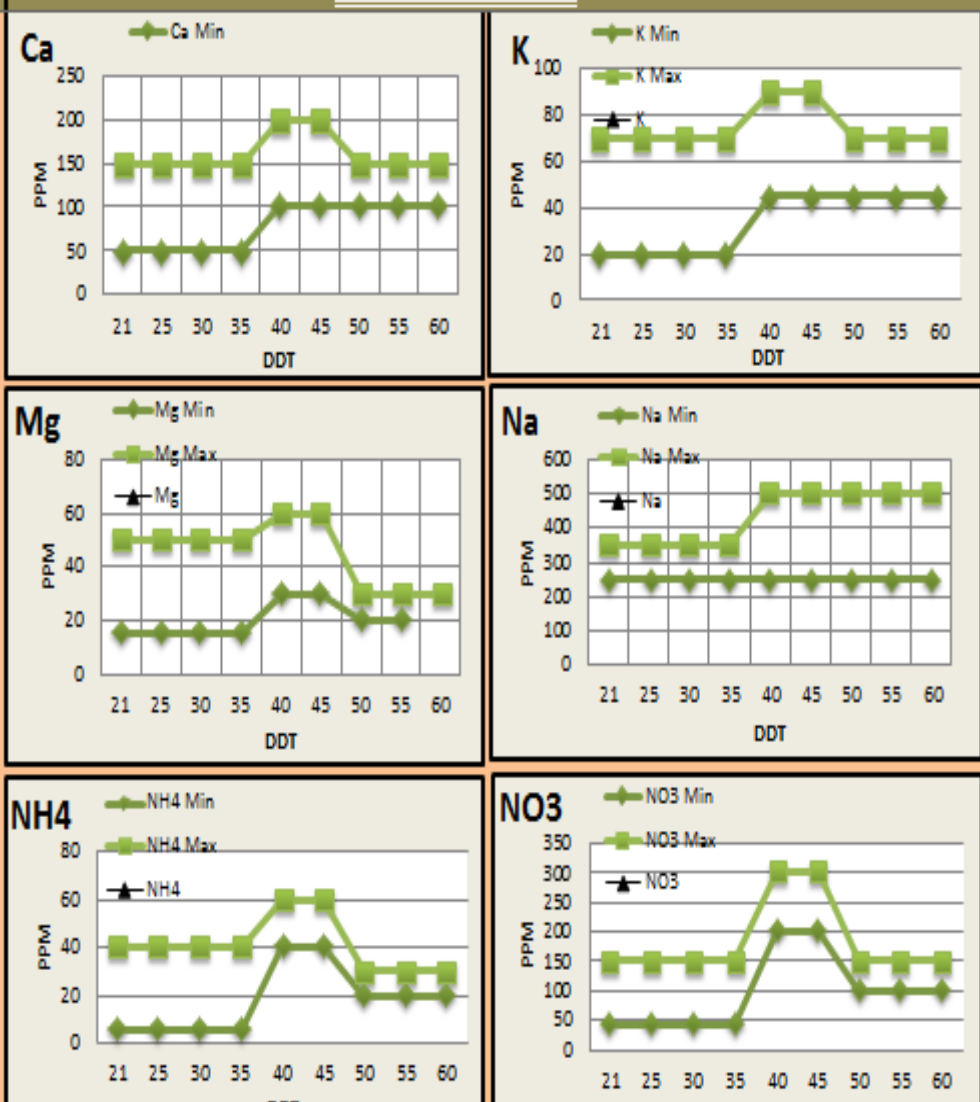 Ca
Ca Min
250
200
150
100
50
0
PPM
21 25 30 35 40 45 50 55 60
DDT
K
K Min
K Max
K
100
80
60
40
20
0
PPM
21 25 30 35 40 45 50 55 60
DDT
Mg
Mg Min
Mg Max
Mg
80
60
40
20
0
PPM
21 25 30 35 40 45 50 55 60
DDT
Na
Na Min
Na Max
Na
600
500
400
300
200
100
0
PPM
21 25 30 35 40 45 50 55 60
DDT
NH4
NH4 Min
NH4 Max
NH4
80
60
40
20
0
PPM
21 25 30 35 40 45 50 55 60
NO3
NO3 Min
NO3 Max
NO3
350
300
250
200
150
100
50
0
PPM
21 25 30 35 40 45 50 55 60